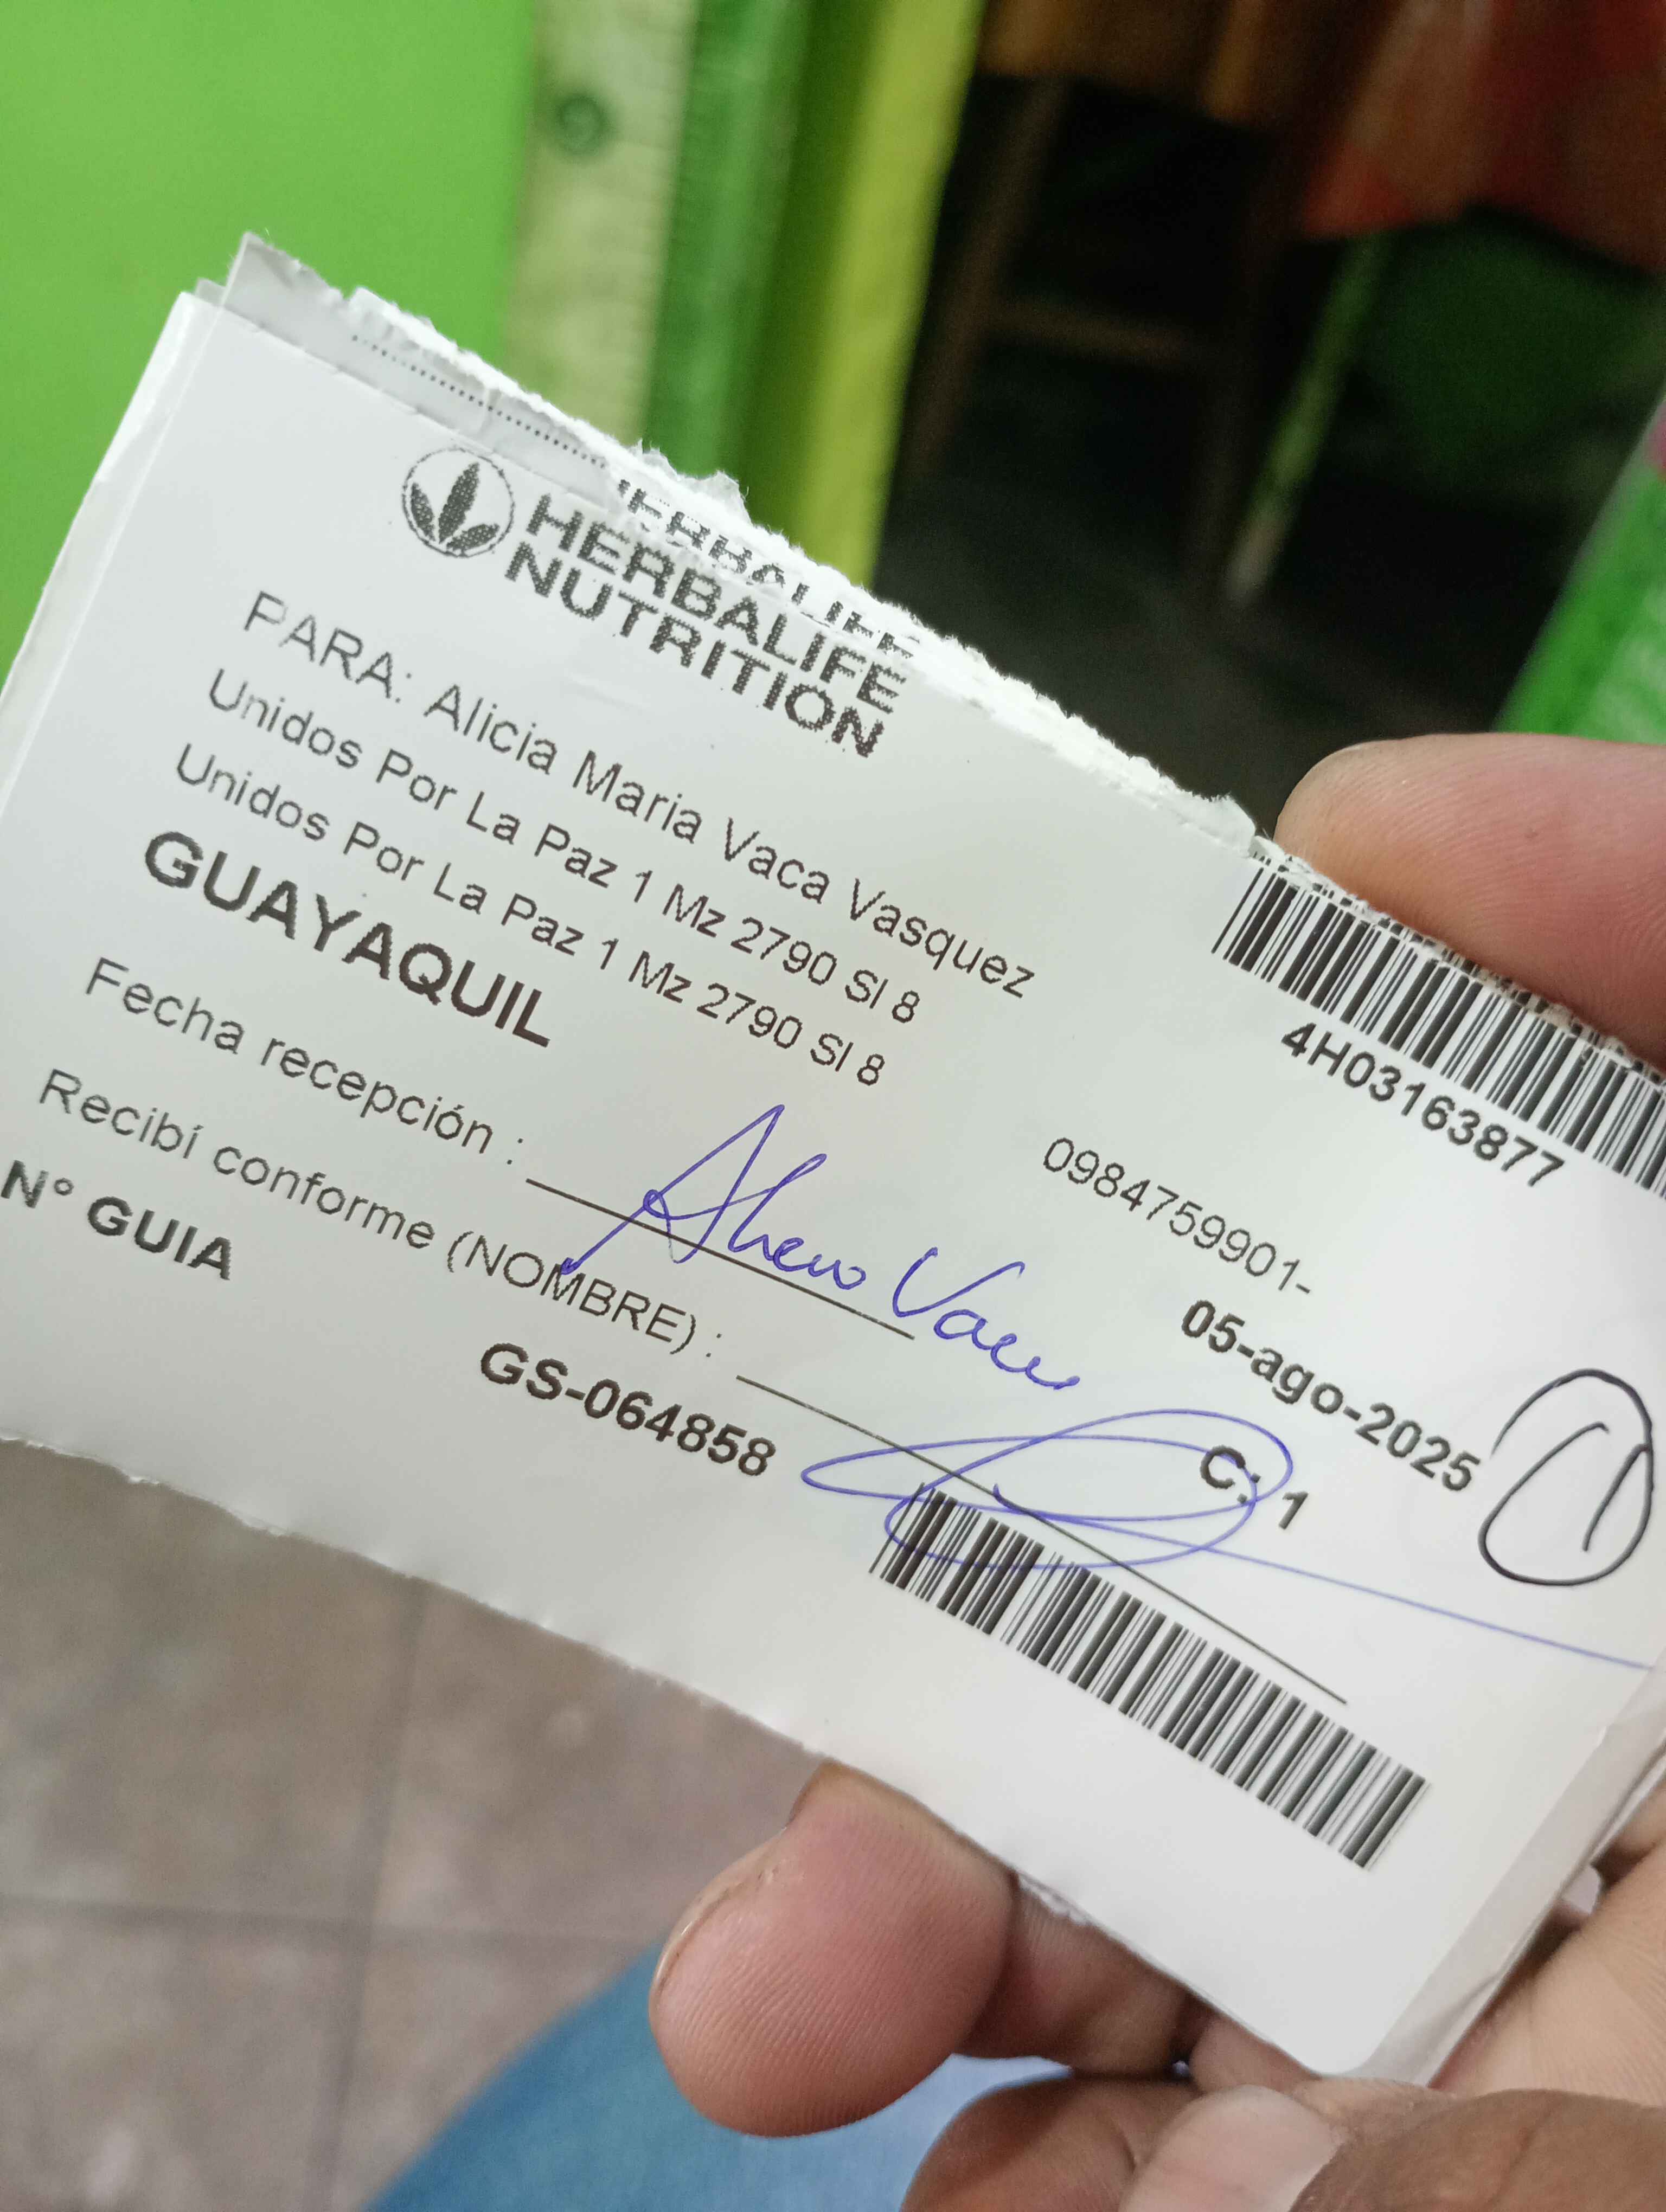 HERBALIFE
HERBALIFE
NUTRITION
PARA: Alicia Maria Vaca Vasquez
Unidos Por La Paz 1 Mz 2790 Sl 8
Unidos Por La Paz 1 Mz 2790 Sl 8
GUAYAQUIL
4H03163877
0984759901-
Fecha recepción :
05-ago-2025
Recibí conforme (NOMBRE) :
C: 1
1
N° GUIA
GS-064858